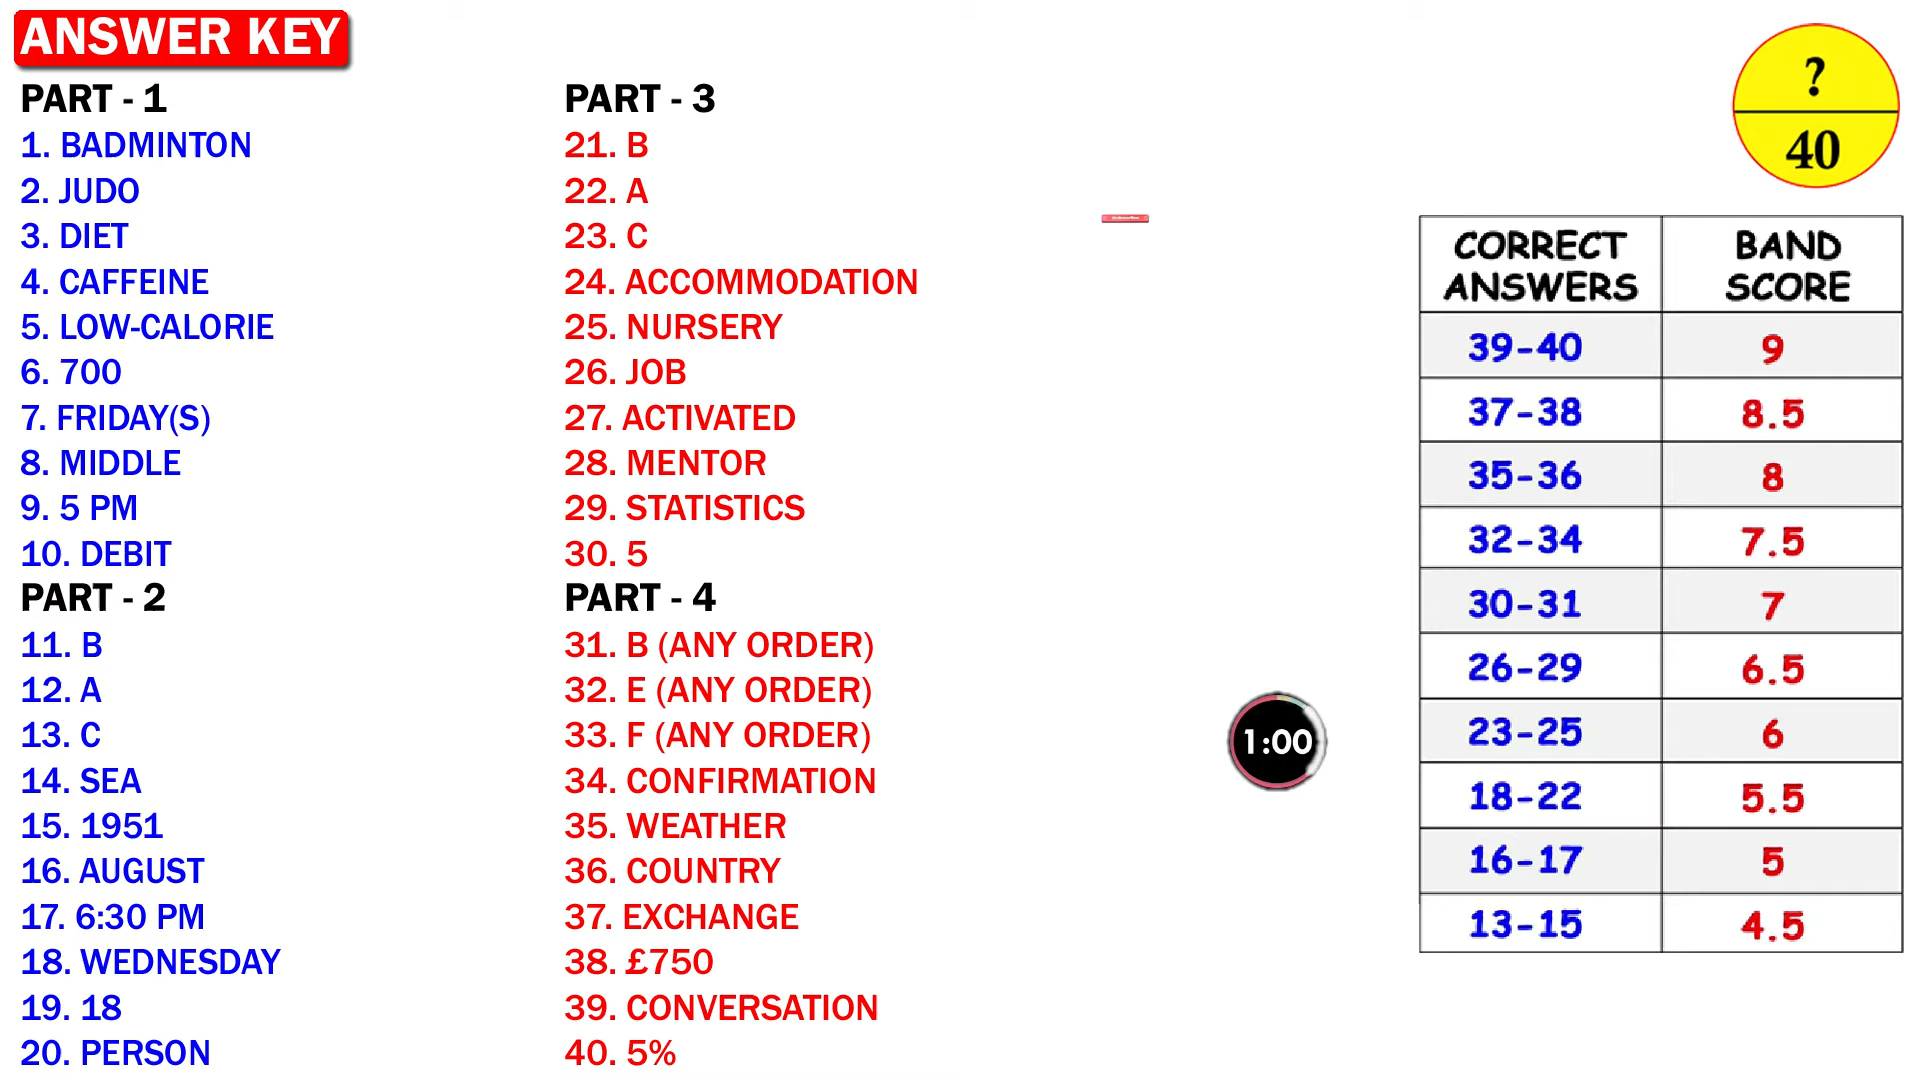 ANSWER KEY
PART - 1
1. BADMINTON
2. JUDO
3. DIET
4. CAFFEINE
5. LOW-CALORIE
6. 700
7. FRIDAY(S)
8. MIDDLE
9. 5 PM
10. DEBIT
PART - 2
11. B
12. A
13. C
14. SEA
15. 1951
16. AUGUST
17. 6:30 PM
18. WEDNESDAY
19. 18
20. PERSON
PART - 3
21. B
22. A
23. C
24. ACCOMMODATION
25. NURSERY
26. JOB
27. ACTIVATED
28. MENTOR
29. STATISTICS
30. 5
PART - 4
31. B (ANY ORDER)
32. E (ANY ORDER)
33. F (ANY ORDER)
34. CONFIRMATION
35. WEATHER
36. COUNTRY
37. EXCHANGE
38. £750
39. CONVERSATION
40. 5%
1:00
?
40
CORRECT ANSWERS BAND SCORE
39-40 9
37-38 8.5
35-36 8
32-34 7.5
30-31 7
26-29 6.5
23-25 6
18-22 5.5
16-17 5
13-15 4.5